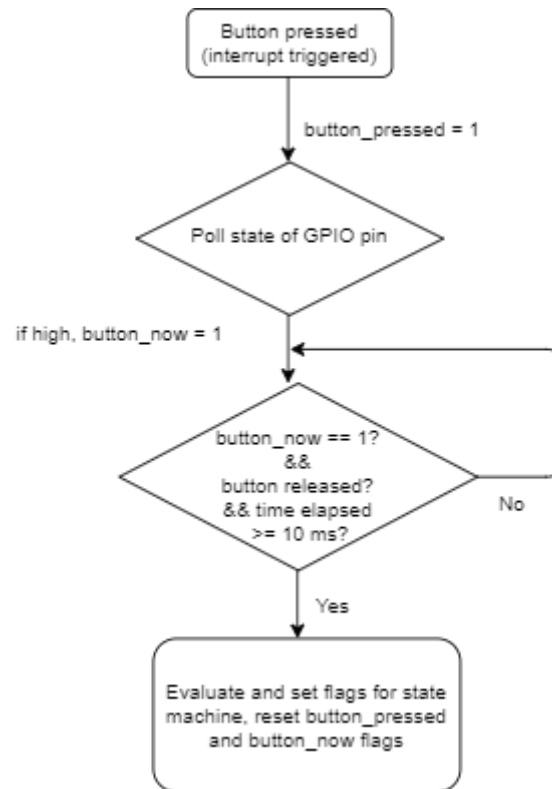 Button pressed
(interrupt triggered)
button_pressed = 1
Poll state of GPIO pin
if high, button_now = 1
button_now == 1?
&&
button released?
&& time elapsed
>= 10 ms?
No
Yes
Evaluate and set flags for state
machine, reset button_pressed
and button_now flags